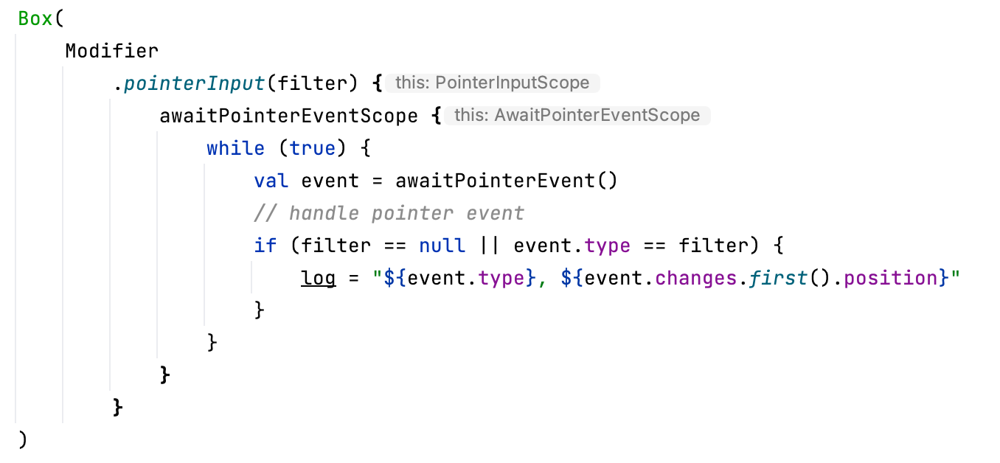 Box(
Modifier
.pointerInput(filter) { this: PointerInputScope
awaitPointerEventScope { this: AwaitPointerEventScope
while (true) {
val event = awaitPointerEvent()
// handle pointer event
if (filter == null || event.type == filter) {
log = "${event.type}, ${event.changes.first().position}"
}
}
}
}
)